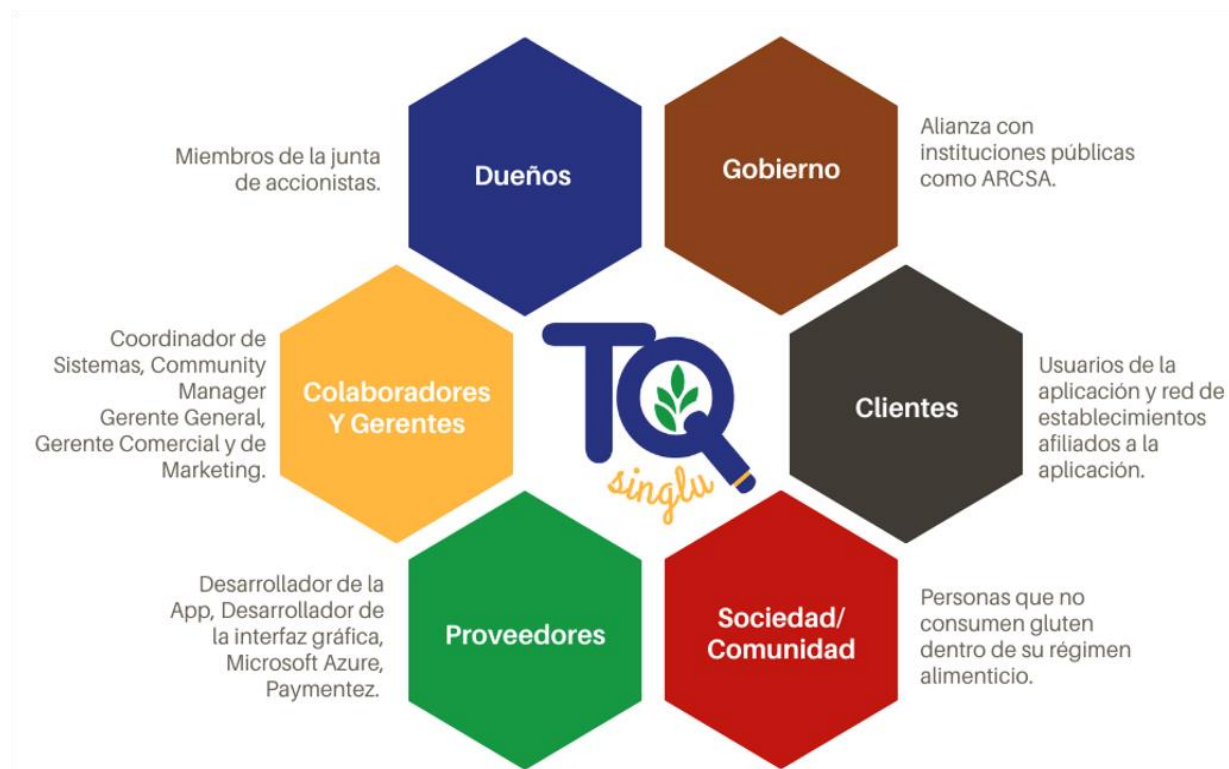 Miembros de la junta
de accionistas.
Dueños
Gobierno
Alianza con
instituciones públicas
como ARCSA.
Coordinador de
Sistemas, Community
Manager
Gerente General,
Gerente Comercial y de
Marketing.
Colaboradores
Y Gerentes
TQ
singlu
Clientes
Usuarios de la
aplicación y red de
establecimientos
afiliados a la
aplicación.
Desarrollador de la
App, Desarrollador de
la interfaz gráfica,
Microsoft Azure,
Paymentez.
Proveedores
Sociedad/
Comunidad
Personas que no
consumen gluten
dentro de su régimen
alimenticio.